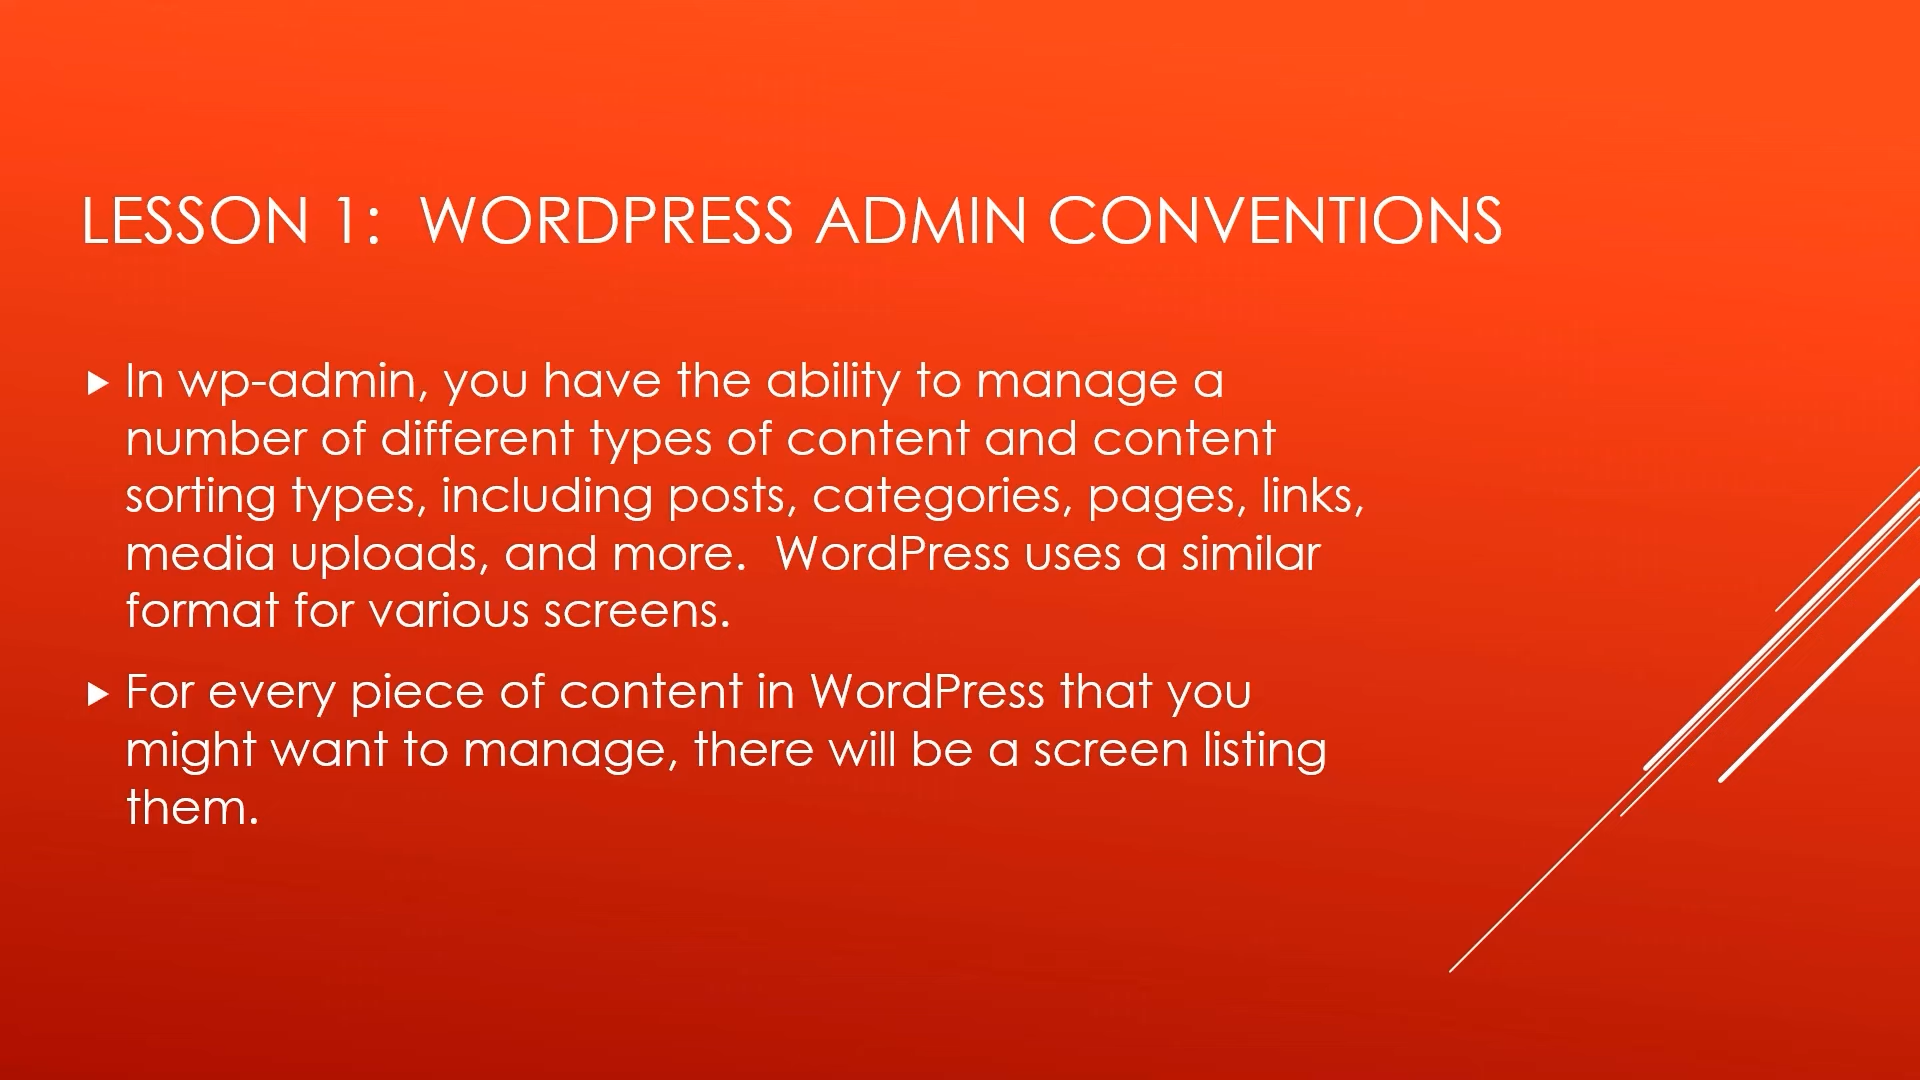 LESSON 1:  WORDPRESS ADMIN CONVENTIONS
In wp-admin, you have the ability to manage a
number of different types of content and content
sorting types, including posts, categories, pages, links,
media uploads, and more.  WordPress uses a similar
format for various screens.
For every piece of content in WordPress that you
might want to manage, there will be a screen listing
them.